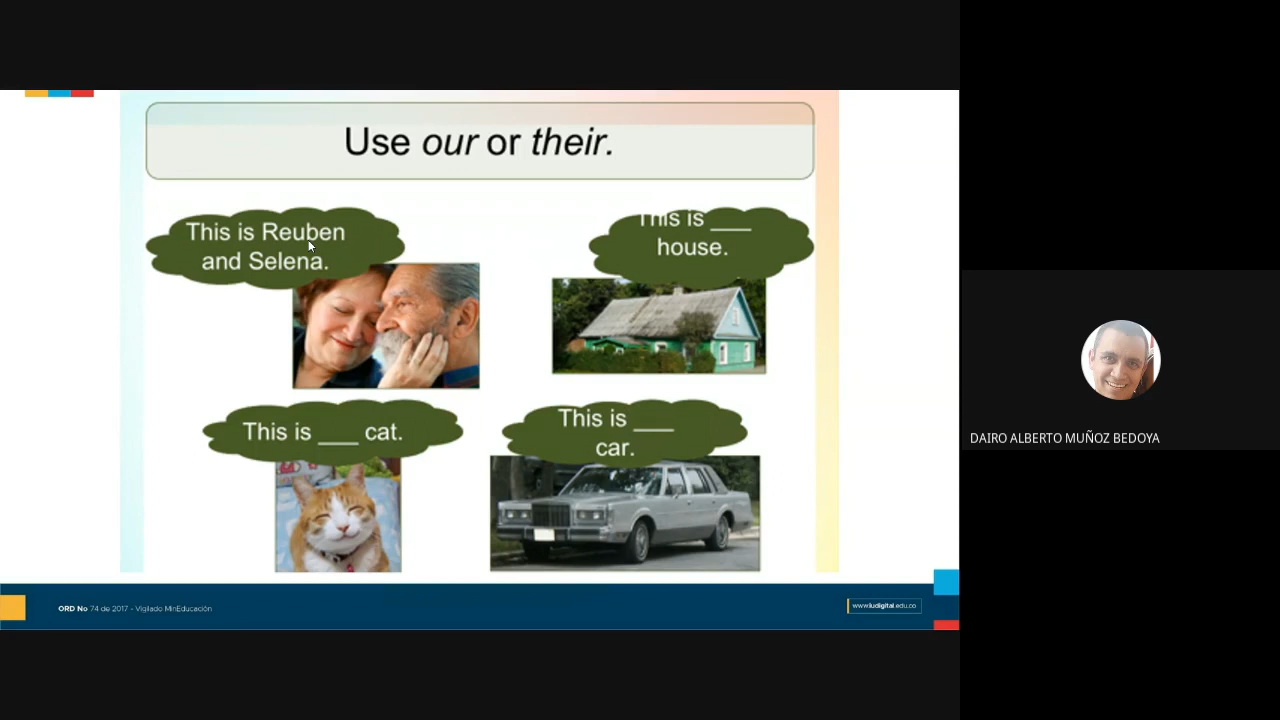 Use our or their.
This is Reuben
and Selena.
This is ___
house.
This is ___ cat.
This is ___
car.
DAIRO ALBERTO MUÑOZ BEDOYA
ORD No 74 de 2017 - Vigilado MinEducación
www.iudigital.edu.co